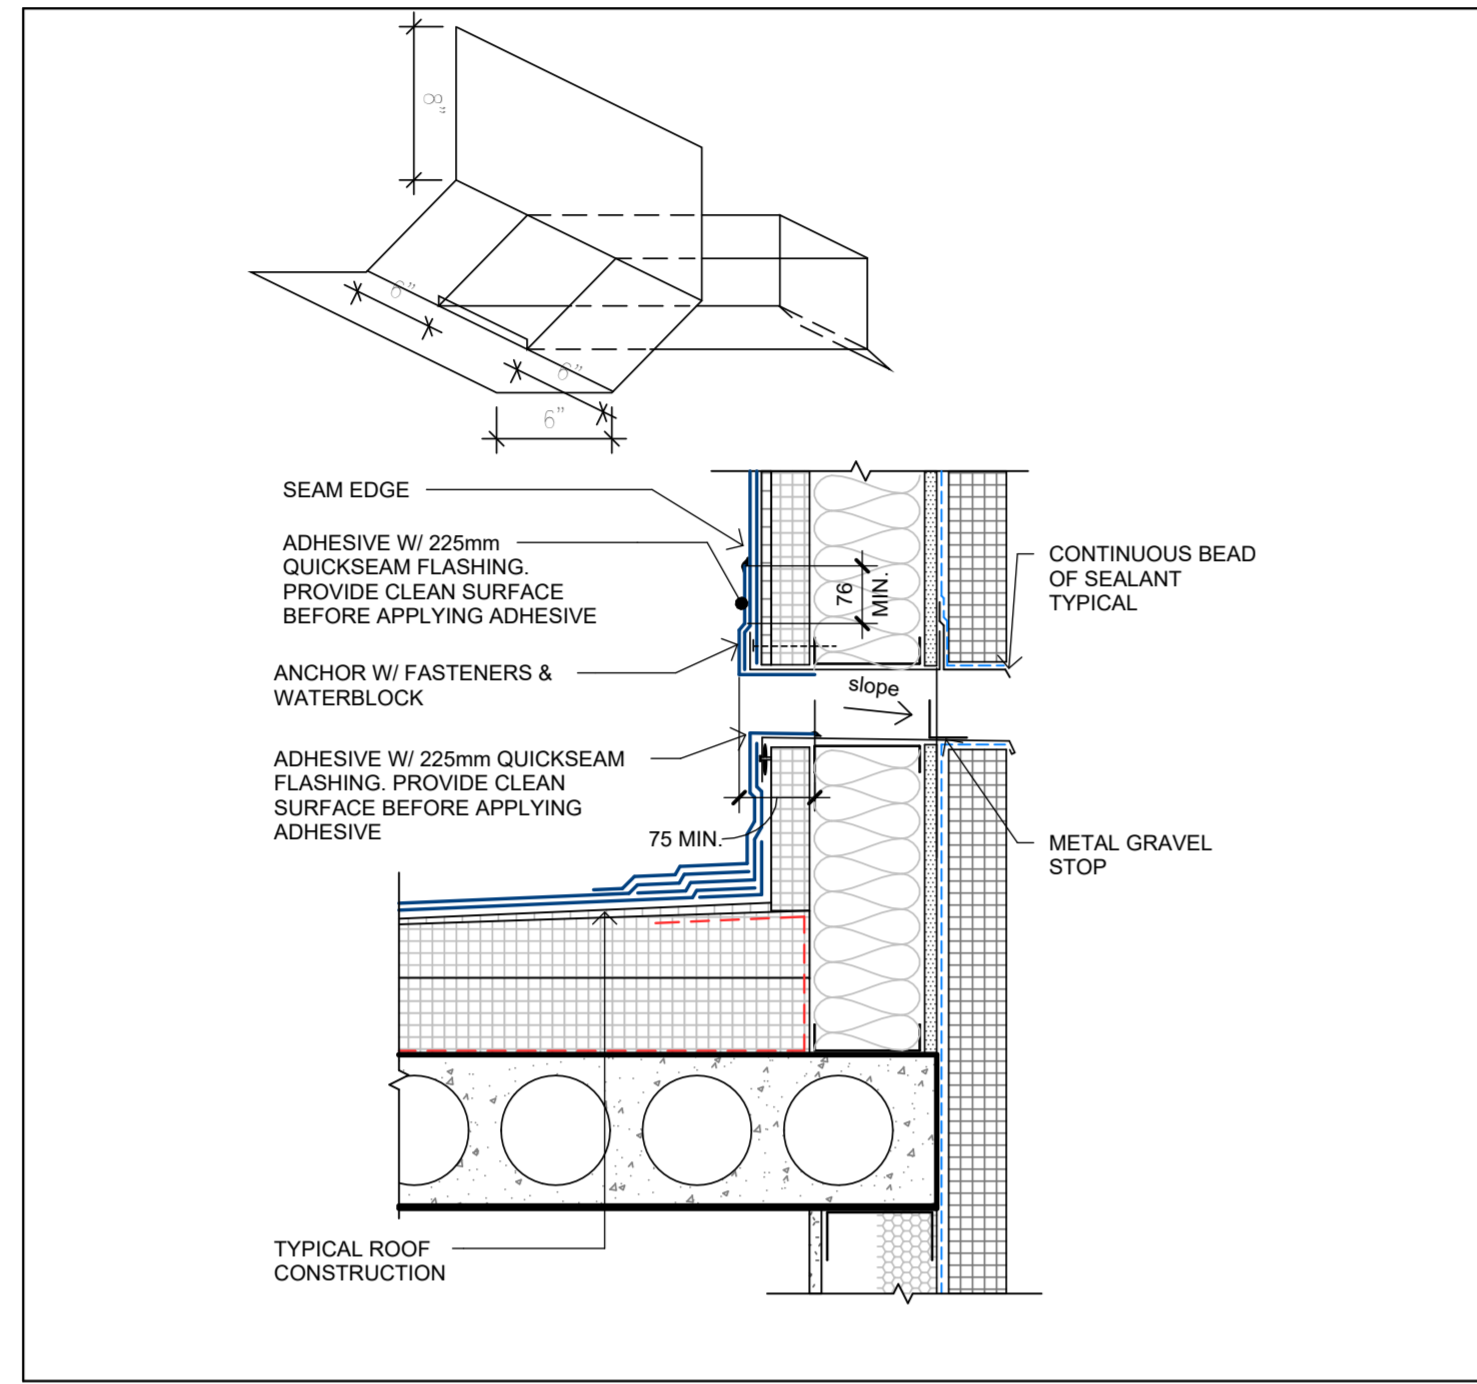 8"
6"
6"
6"
SEAM EDGE
ADHESIVE W/ 225mm
QUICKSEAM FLASHING.
PROVIDE CLEAN SURFACE
BEFORE APPLYING ADHESIVE
ANCHOR W/ FASTENERS &
WATERBLOCK
ADHESIVE W/ 225mm QUICKSEAM
FLASHING. PROVIDE CLEAN
SURFACE BEFORE APPLYING
ADHESIVE
75 MIN.
76
MIN.
slope
CONTINUOUS BEAD
OF SEALANT
TYPICAL
METAL GRAVEL
STOP
TYPICAL ROOF
CONSTRUCTION